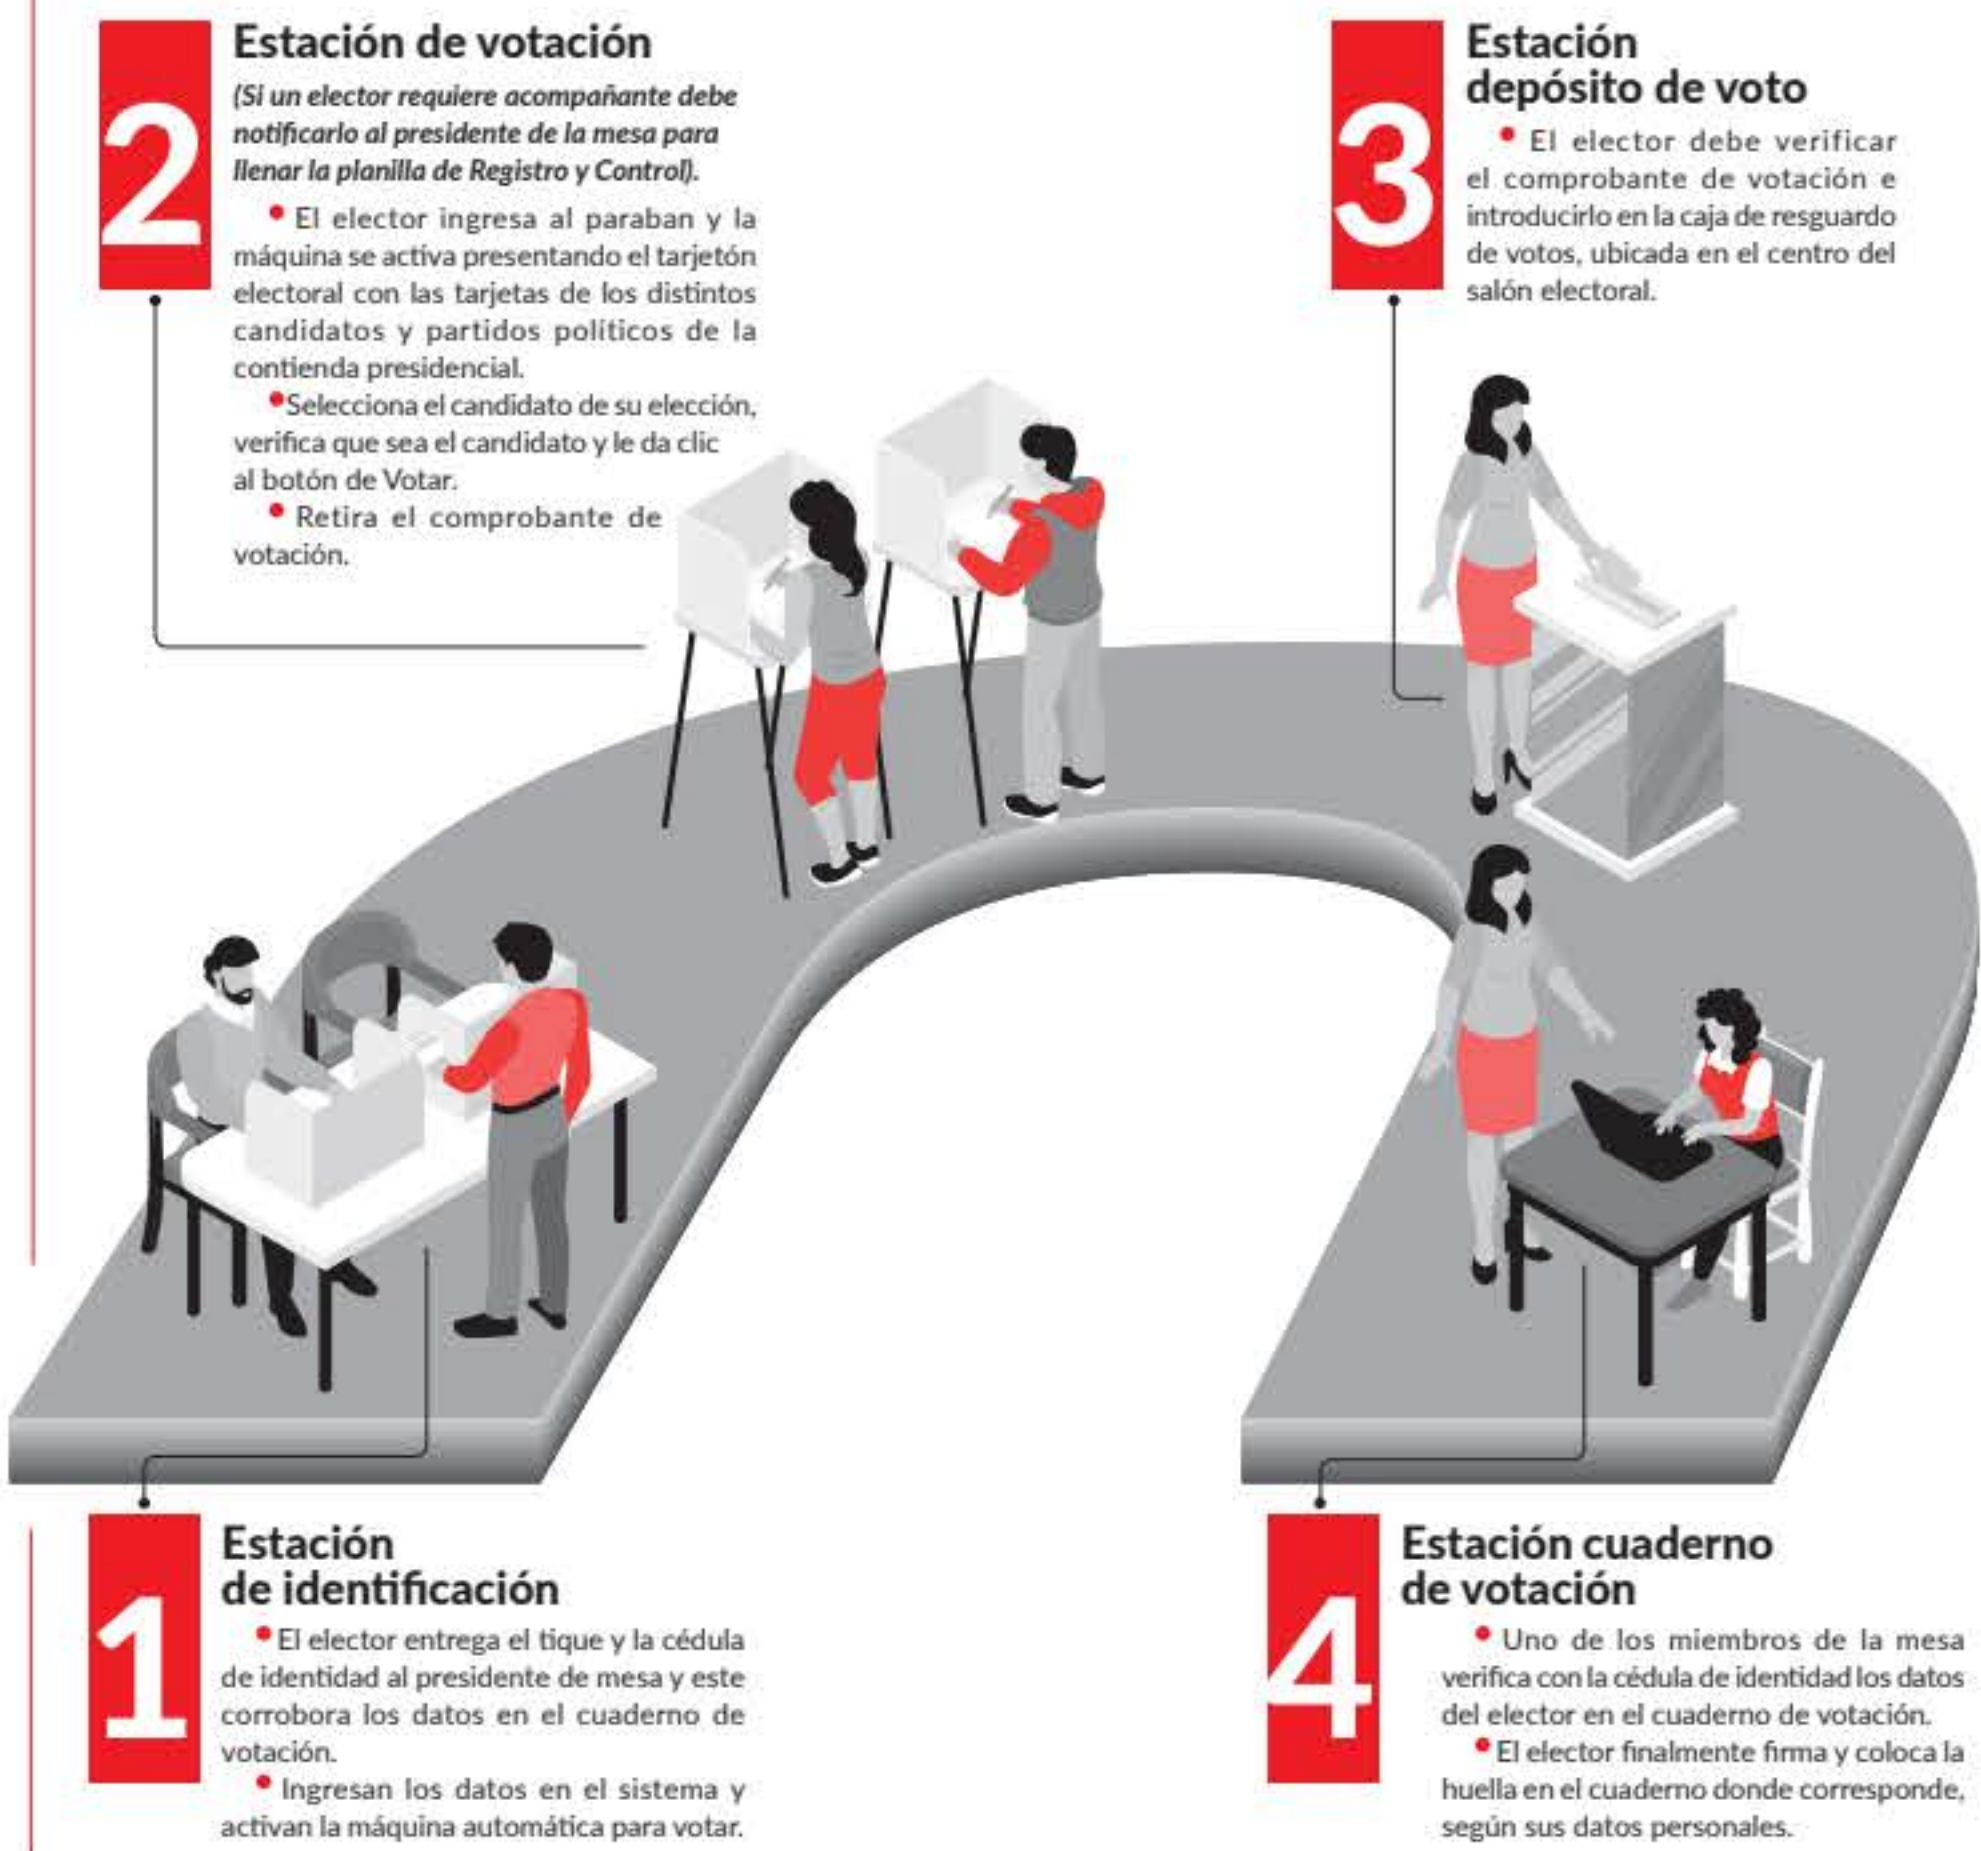 2
Estación de votación
(Si un elector requiere acompañante debe
notificarlo al presidente de la mesa para
llenar la planilla de Registro y Control).
• El elector ingresa al paraban y la
máquina se activa presentando el tarjetón
electoral con las tarjetas de los distintos
candidatos y partidos políticos de la
contienda presidencial.
•Selecciona el candidato de su elección,
verifica que sea el candidato y le da clic
al botón de Votar.
• Retira el comprobante de
votación.
3
Estación
depósito de voto
• El elector debe verificar
el comprobante de votación e
introducirlo en la caja de resguardo
de votos, ubicada en el centro del
salón electoral.
1
Estación
de identificación
• El elector entrega el tique y la cédula
de identidad al presidente de mesa y este
corrobora los datos en el cuaderno de
votación.
• Ingresan los datos en el sistema y
activan la máquina automática para votar.
4
Estación cuaderno
de votación
• Uno de los miembros de la mesa
verifica con la cédula de identidad los datos
del elector en el cuaderno de votación.
• El elector finalmente firma y coloca la
huella en el cuaderno donde corresponde,
según sus datos personales.